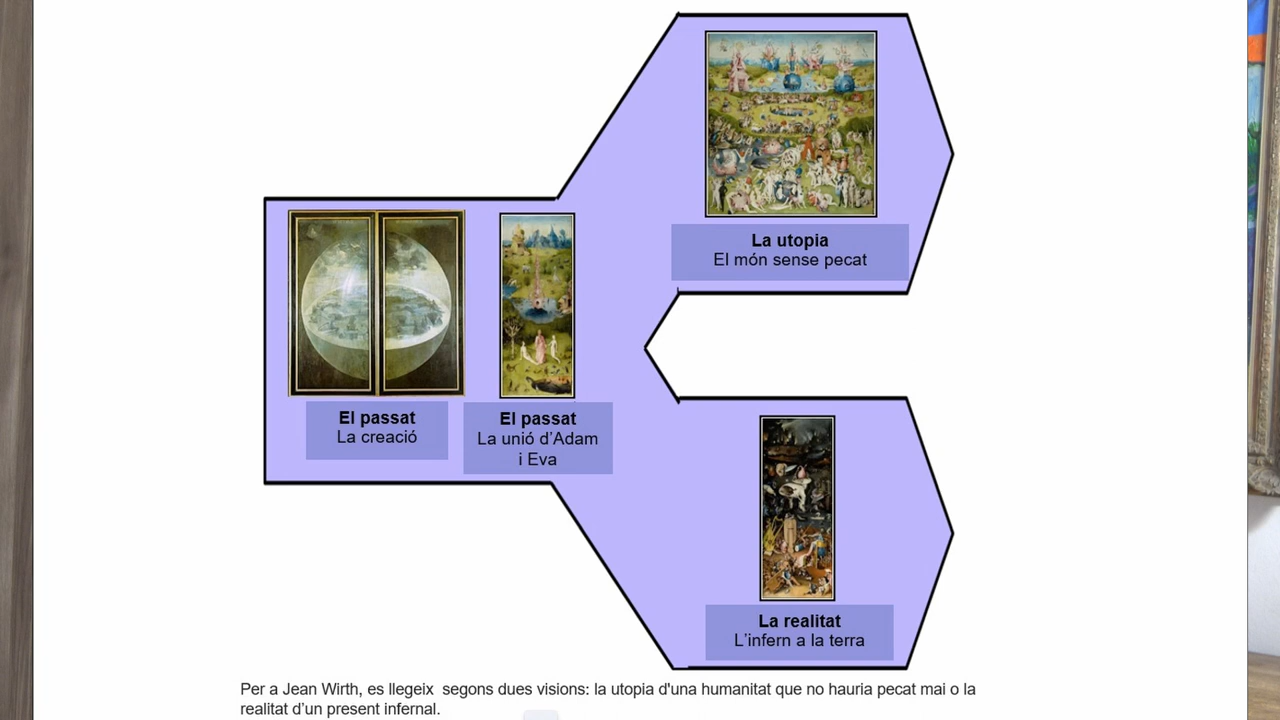 La utopia
El món sense pecat
El passat
La creació
El passat
La unió d’Adam
i Eva
La realitat
L’infern a la terra
Per a Jean Wirth, es llegeix  segons dues visions: la utopia d'una humanitat que no hauria pecat mai o la
realitat d’un present infernal.